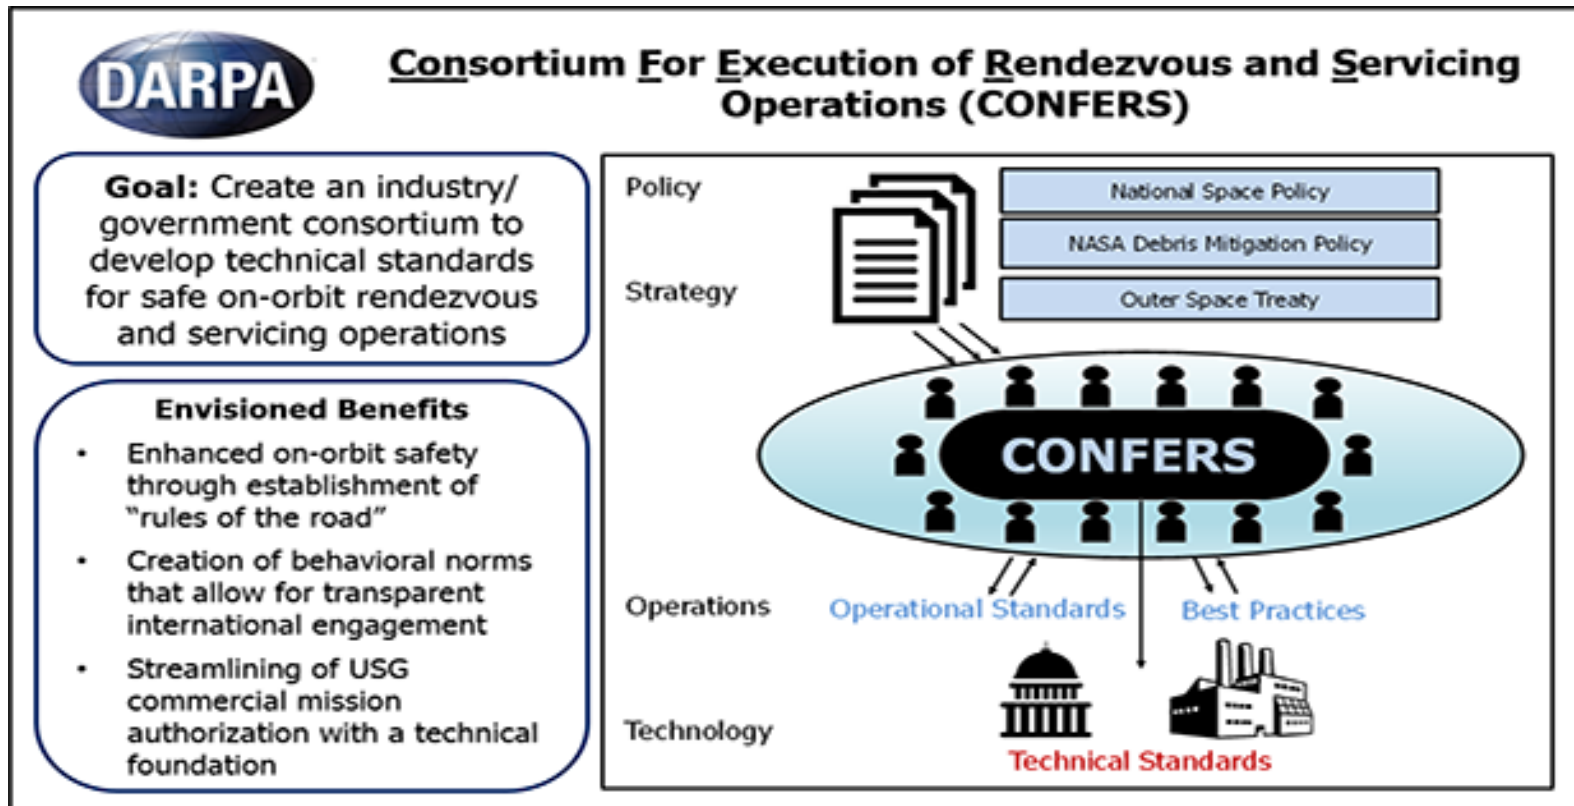 DARPA
Consortium For Execution of Rendezvous and Servicing
Operations (CONFERS)
Goal: Create an industry/
government consortium to
develop technical standards
for safe on-orbit rendezvous
and servicing operations
Envisioned Benefits
• Enhanced on-orbit safety
through establishment of
“rules of the road”
• Creation of behavioral norms
that allow for transparent
international engagement
• Streamlining of USG
commercial mission
authorization with a technical
foundation
Policy
National Space Policy
NASA Debris Mitigation Policy
Strategy
Outer Space Treaty
CONFERS
Operations
Operational Standards
Best Practices
Technology
Technical Standards